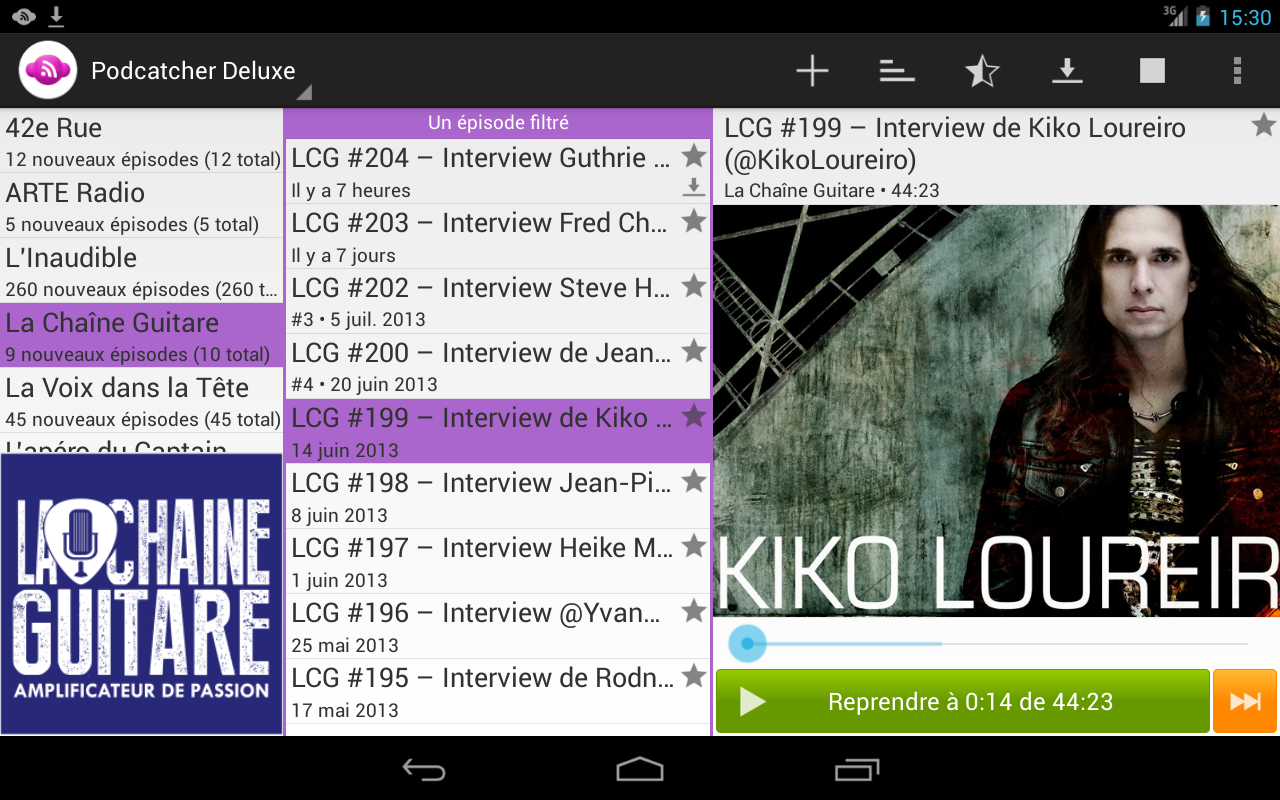 3G
15:30
Podcatcher Deluxe
42e Rue
12 nouveaux épisodes (12 total)
ARTE Radio
5 nouveaux épisodes (5 total)
L'Inaudible
260 nouveaux épisodes (260 t…
La Chaîne Guitare
9 nouveaux épisodes (10 total)
La Voix dans la Tête
45 nouveaux épisodes (45 total)
L'apéro du Captain
LA CHAINE
GUITARE
AMPLIFICATEUR DE PASSION
Un épisode filtré
LCG #204 – Interview Guthrie …
Il y a 7 heures
LCG #203 – Interview Fred Ch…
Il y a 7 jours
LCG #202 – Interview Steve H…
#3 • 5 juil. 2013
LCG #200 – Interview de Jean…
#4 • 20 juin 2013
LCG #199 – Interview de Kiko …
14 juin 2013
LCG #198 – Interview Jean-Pi…
8 juin 2013
LCG #197 – Interview Heike M…
1 juin 2013
LCG #196 – Interview @Yvan…
25 mai 2013
LCG #195 – Interview de Rodn…
17 mai 2013
LCG #199 – Interview de Kiko Loureiro
(@KikoLoureiro)
La Chaîne Guitare • 44:23
KIKO LOUREIR
Reprendre à 0:14 de 44:23